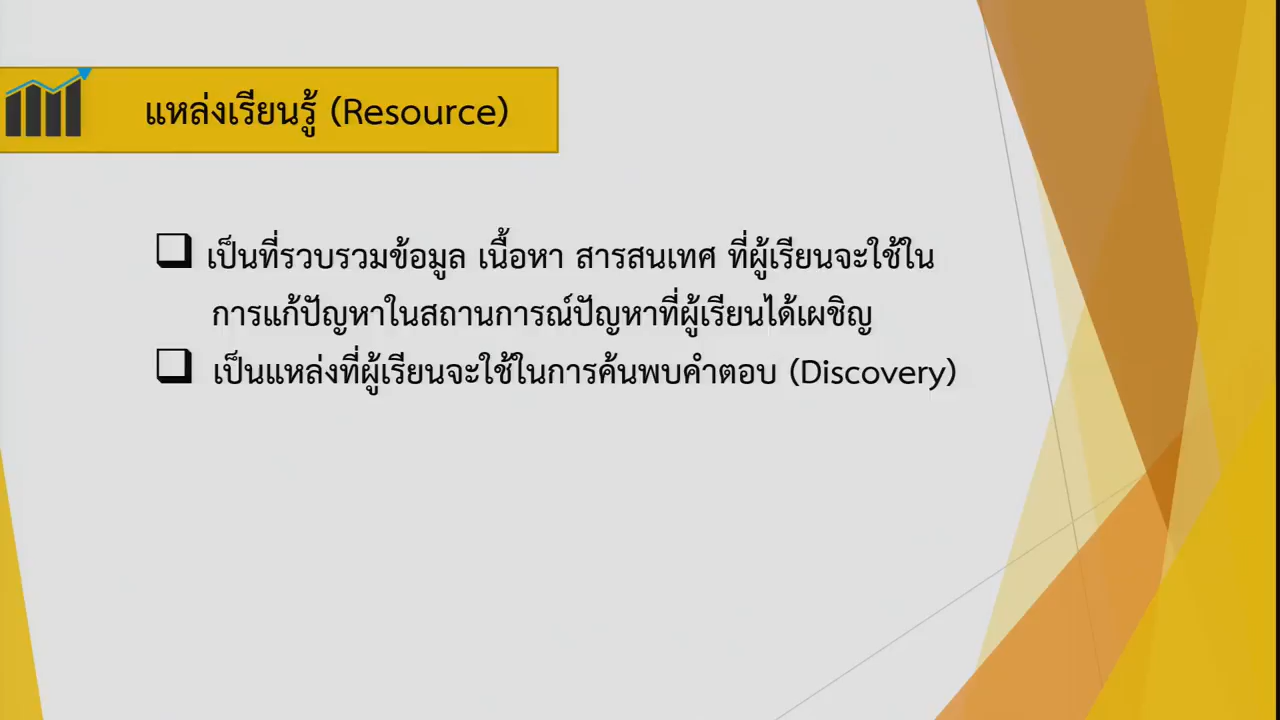 แหล่งเรียนรู้ (Resource)
เป็นที่รวบรวมข้อมูล เนื้อหา สารสนเทศ ที่ผู้เรียนจะใช้ใน
การแก้ปัญหาในสถานการณ์ปัญหาที่ผู้เรียนได้เผชิญ
เป็นแหล่งที่ผู้เรียนจะใช้ในการค้นพบคำตอบ (Discovery)